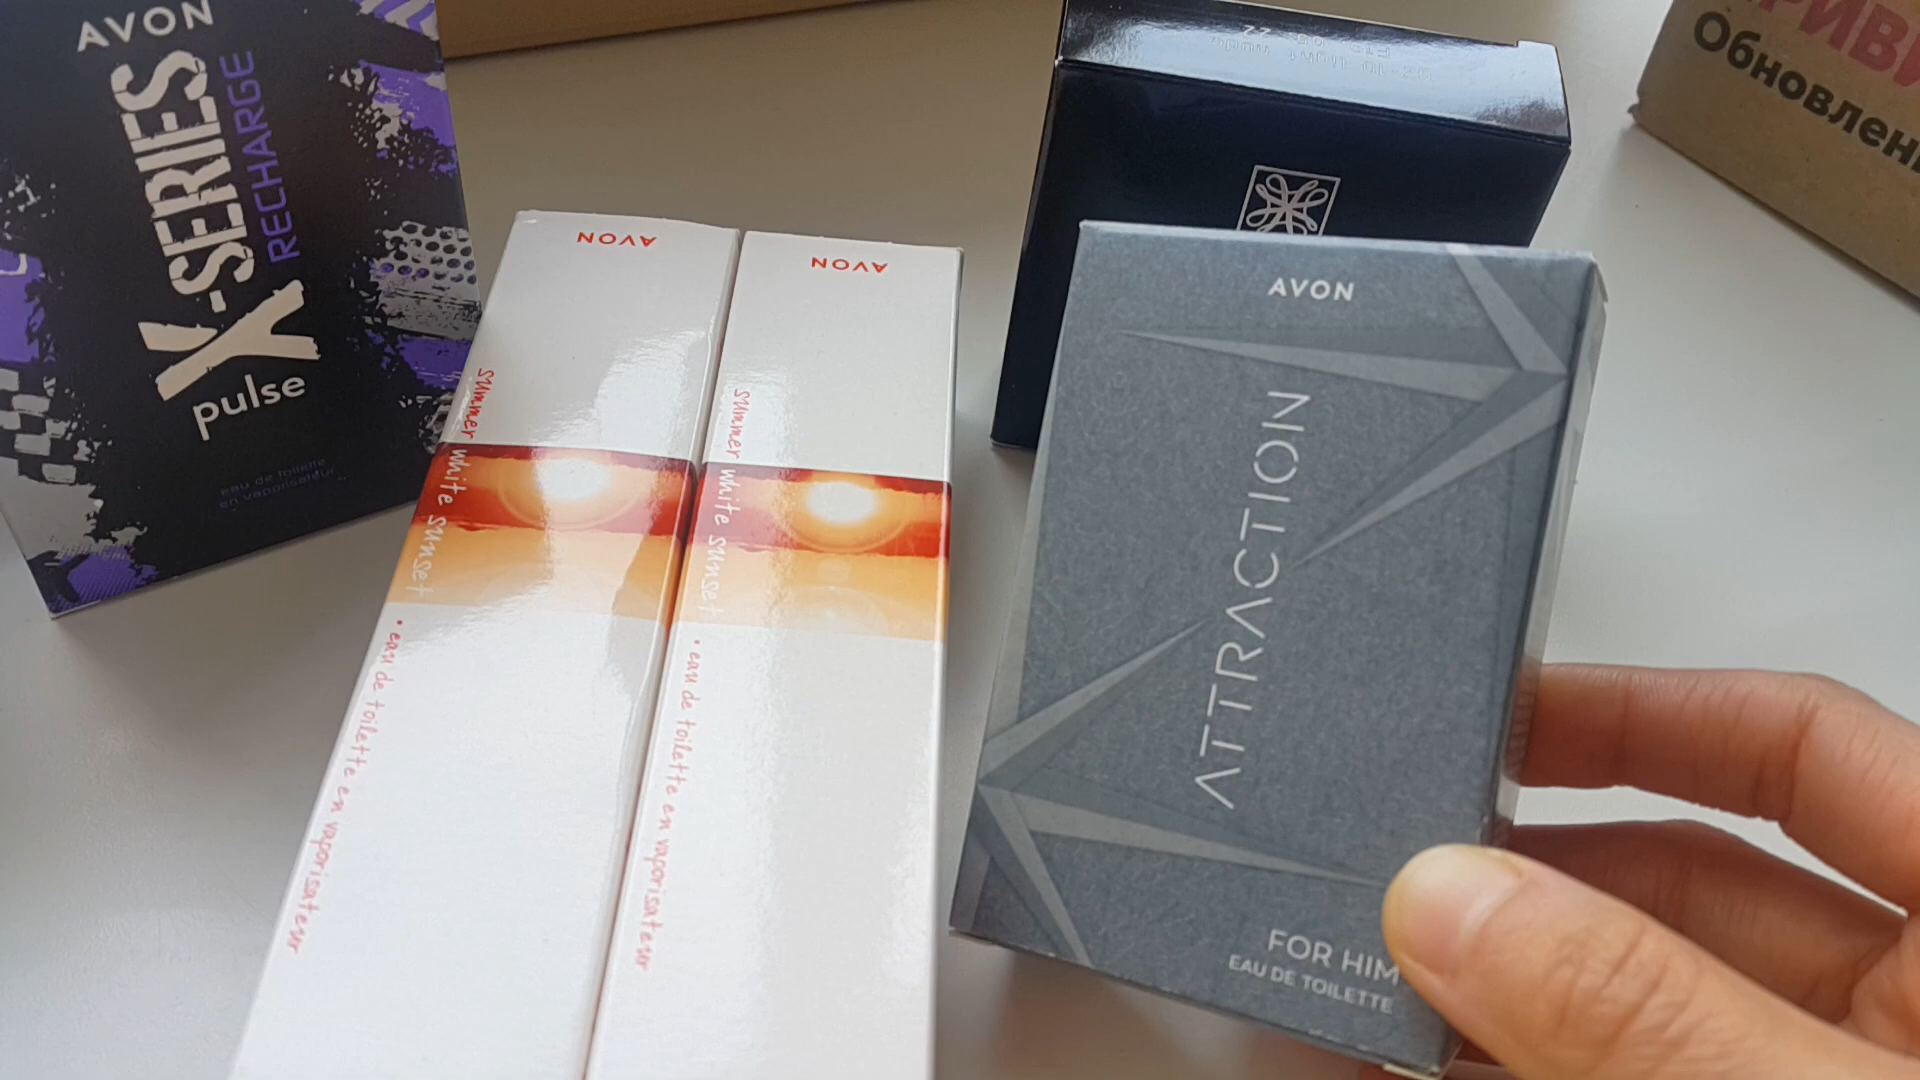 AVON
X-SERIES
RECHARGE
pulse
eau de toilette
en vaporisateur
AVON
summer white sunset
• eau de toilette en vaporisateur
AVON
summer white sunset
• eau de toilette en vaporisateur
AVON
ATTRACTION
FOR HIM
EAU DE TOILETTE